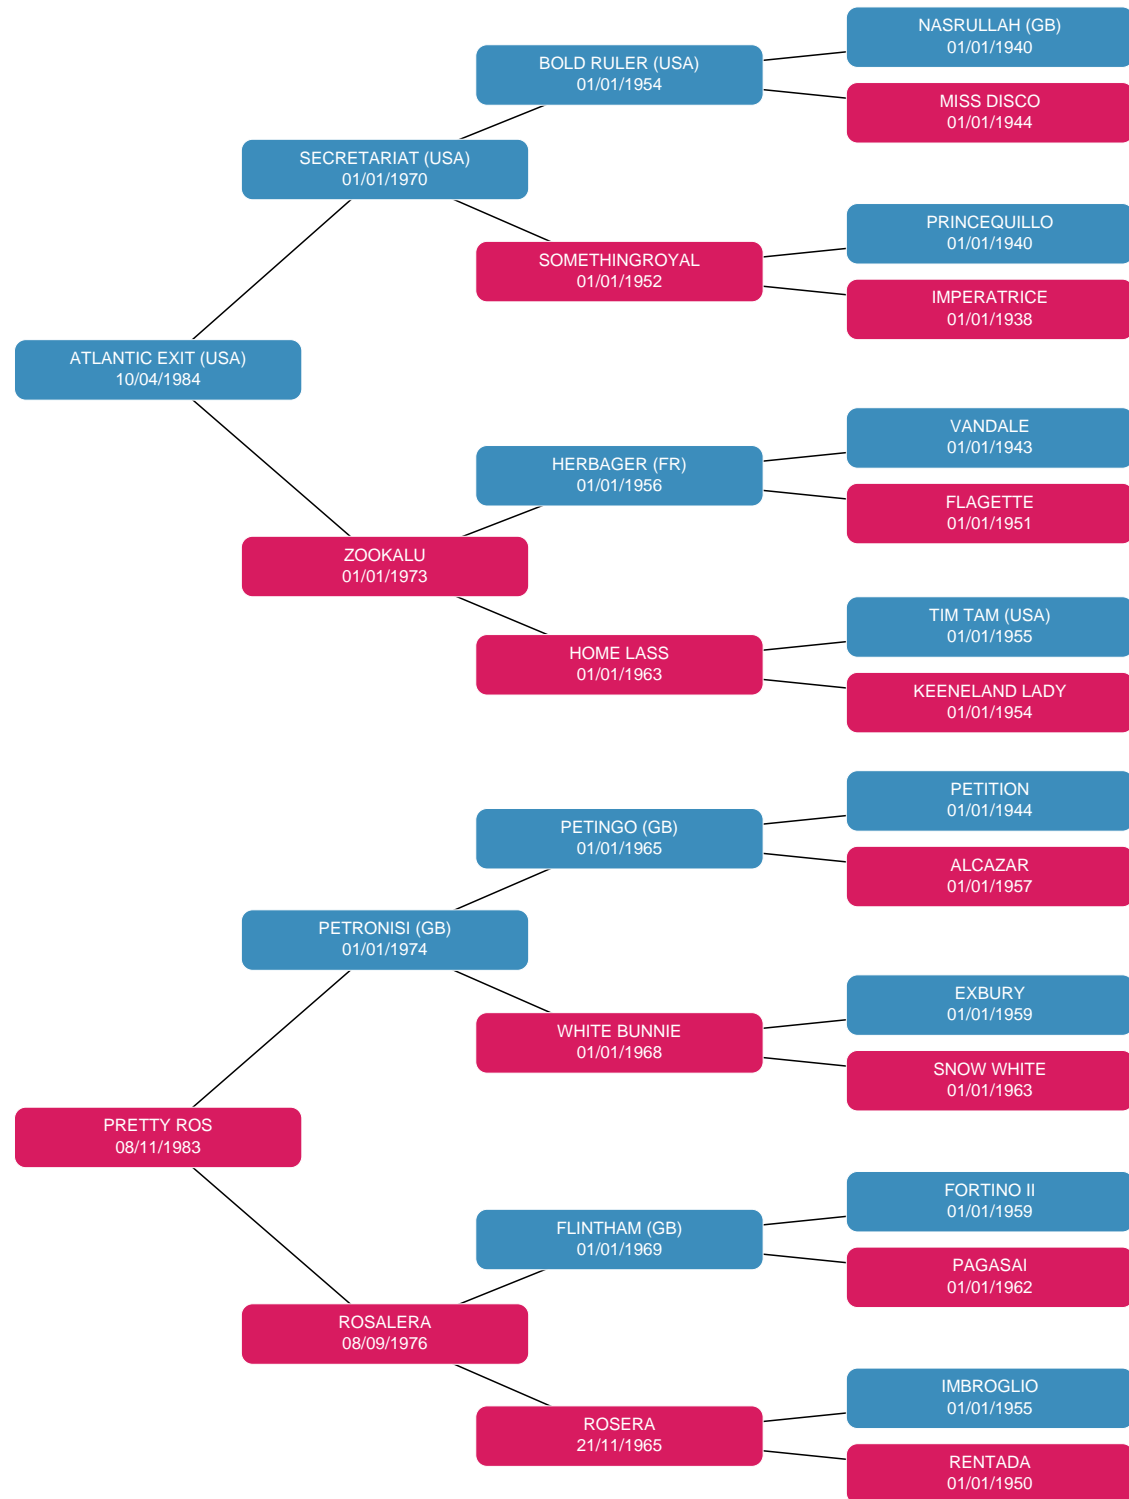 NASRULLAH (GB)
01/01/1940
BOLD RULER (USA)
01/01/1954
MISS DISCO
01/01/1944
SECRETARIAT (USA)
01/01/1970
PRINCEQUILLO
01/01/1940
SOMETHINGROYAL
01/01/1952
IMPERATRICE
01/01/1938
ATLANTIC EXIT (USA)
10/04/1984
VANDALE
01/01/1943
HERBAGER (FR)
01/01/1956
FLAGETTE
01/01/1951
ZOOKALU
01/01/1973
TIM TAM (USA)
01/01/1955
HOME LASS
01/01/1963
KEENELAND LADY
01/01/1954
PETITION
01/01/1944
PETINGO (GB)
01/01/1965
ALCAZAR
01/01/1957
PETRONISI (GB)
01/01/1974
EXBURY
01/01/1959
WHITE BUNNIE
01/01/1968
SNOW WHITE
01/01/1963
PRETTY ROS
08/11/1983
FORTINO II
01/01/1959
FLINTHAM (GB)
01/01/1969
PAGASAI
01/01/1962
ROSALERA
08/09/1976
IMBROGLIO
01/01/1955
ROSERA
21/11/1965
RENTADA
01/01/1950